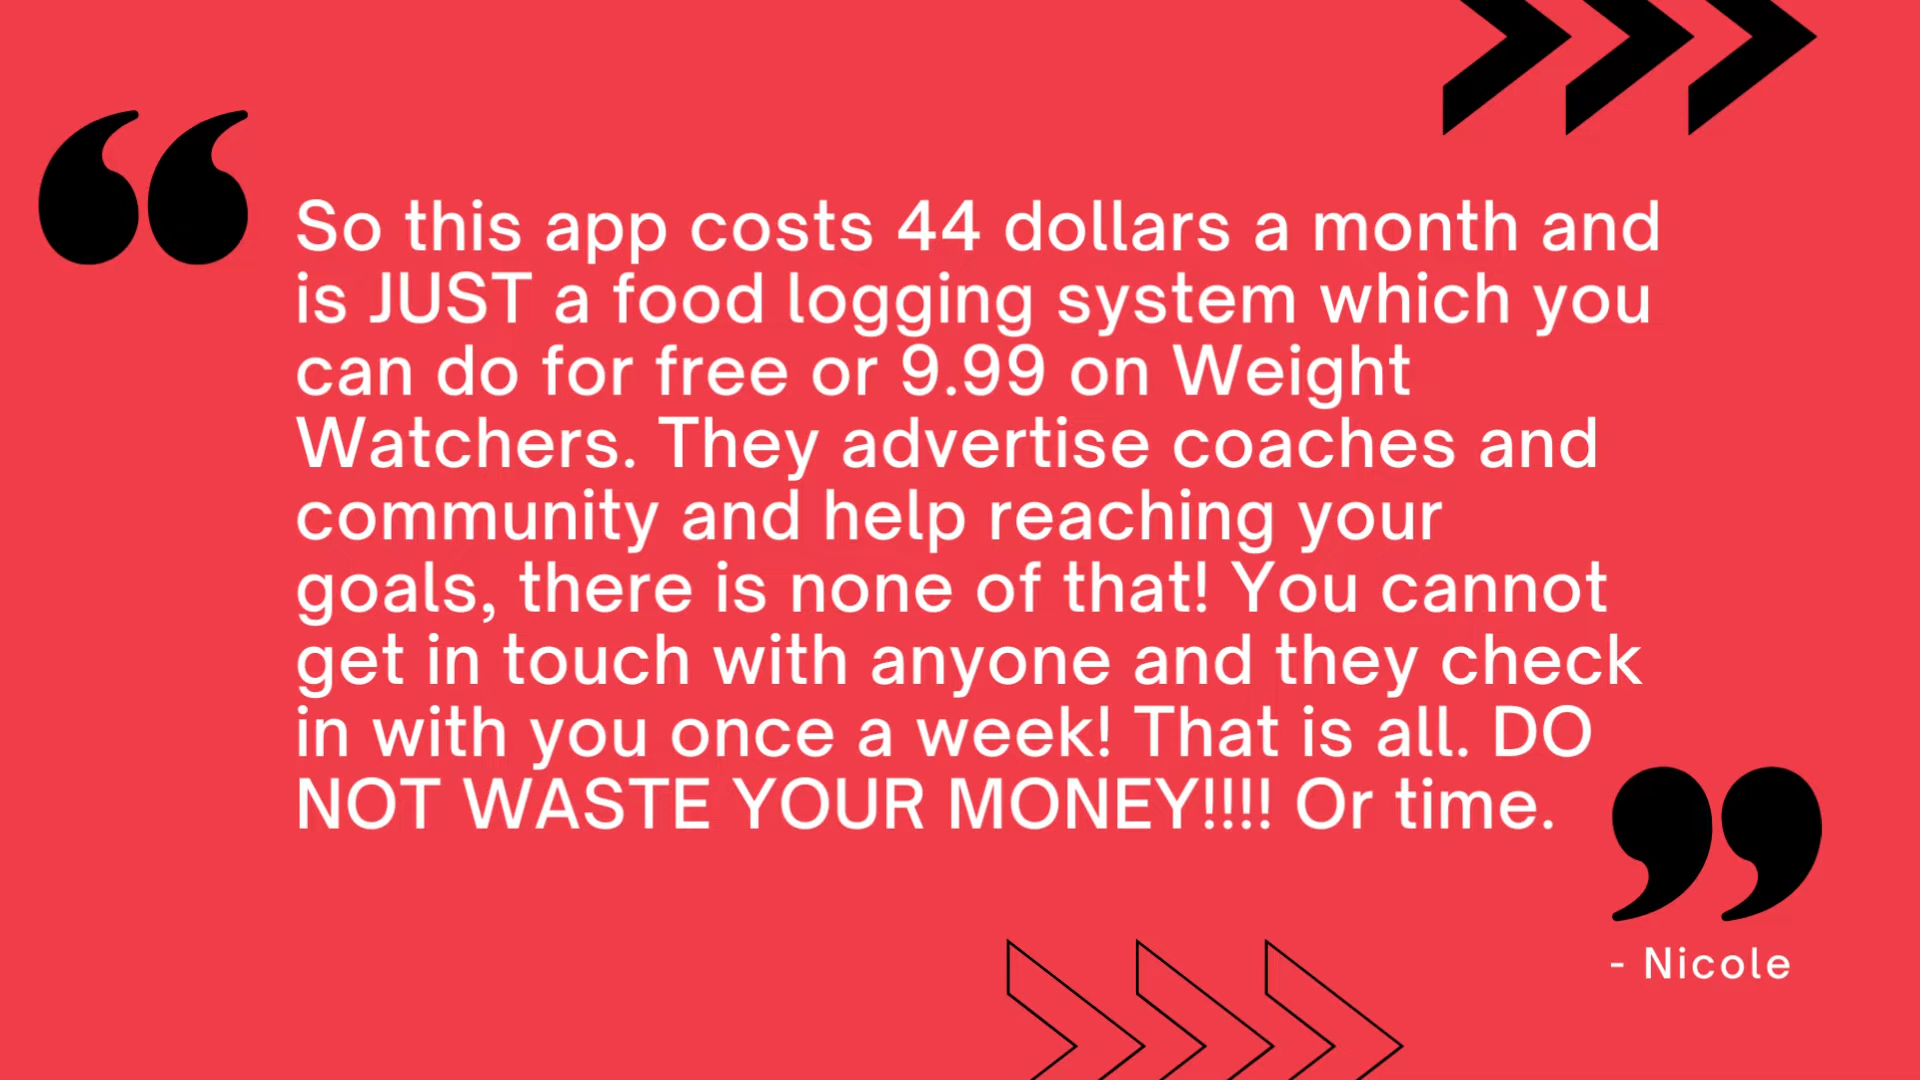 So this app costs 44 dollars a month and
is JUST a food logging system which you
can do for free or 9.99 on Weight
Watchers. They advertise coaches and
community and help reaching your
goals, there is none of that! You cannot
get in touch with anyone and they check
in with you once a week! That is all. DO
NOT WASTE YOUR MONEY!!!! Or time.
- Nicole